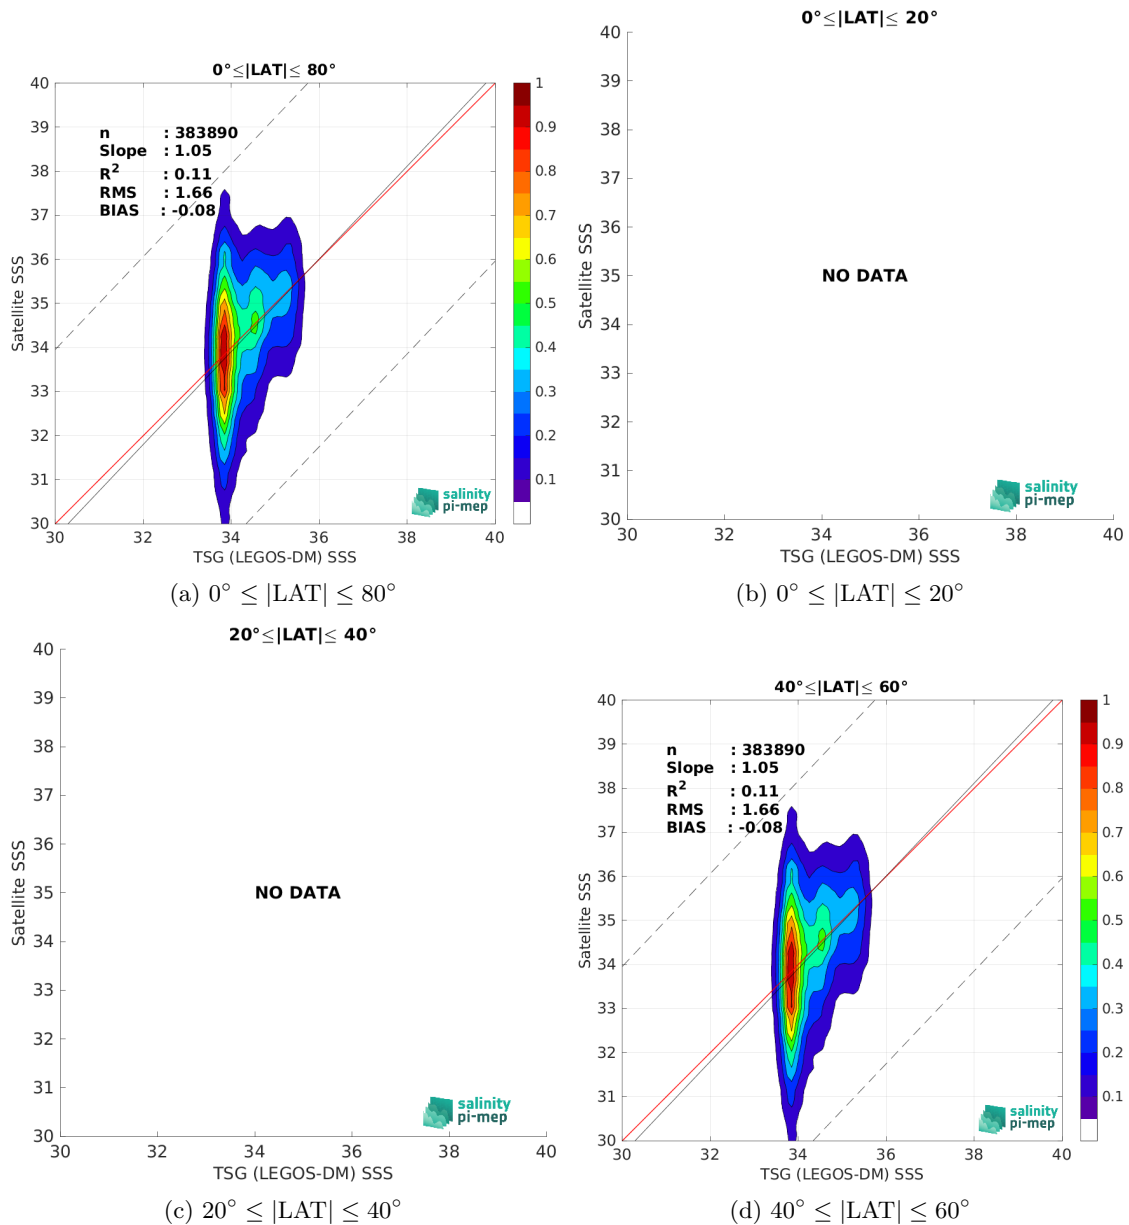 0°≤|LAT|≤ 80°
40
39
38
37
36
35
34
33
32
31
30
Satellite SSS
n : 383890
Slope : 1.05
R² : 0.11
RMS : 1.66
BIAS : -0.08
1
0.9
0.8
0.7
0.6
0.5
0.4
0.3
0.2
0.1
salinity
pi-mep
30 32 34 36 38 40
TSG (LEGOS-DM) SSS
(a) 0° ≤ |LAT| ≤ 80°
0°≤|LAT|≤ 20°
40
39
38
37
36
35
34
33
32
31
30
Satellite SSS
NO DATA
salinity
pi-mep
30 32 34 36 38 40
TSG (LEGOS-DM) SSS
(b) 0° ≤ |LAT| ≤ 20°
20°≤|LAT|≤ 40°
40
39
38
37
36
35
34
33
32
31
30
Satellite SSS
NO DATA
salinity
pi-mep
30 32 34 36 38 40
TSG (LEGOS-DM) SSS
(c) 20° ≤ |LAT| ≤ 40°
40°≤|LAT|≤ 60°
40
39
38
37
36
35
34
33
32
31
30
Satellite SSS
n : 383890
Slope : 1.05
R² : 0.11
RMS : 1.66
BIAS : -0.08
1
0.9
0.8
0.7
0.6
0.5
0.4
0.3
0.2
0.1
salinity
pi-mep
30 32 34 36 38 40
TSG (LEGOS-DM) SSS
(d) 40° ≤ |LAT| ≤ 60°